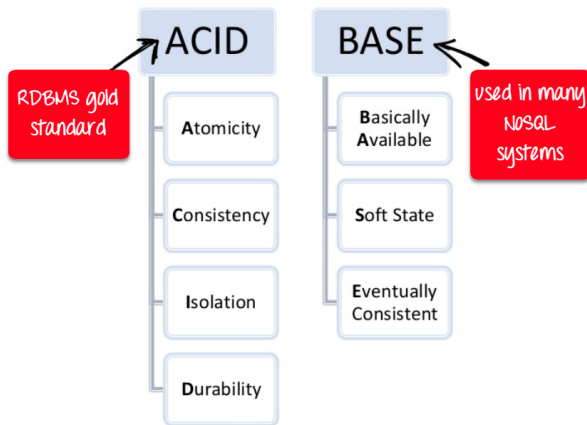 ACID
BASE
RDBMS gold
standard
used in many
NoSQL
systems
Atomicity
Consistency
Isolation
Durability
Basically
Available
Soft State
Eventually
Consistent